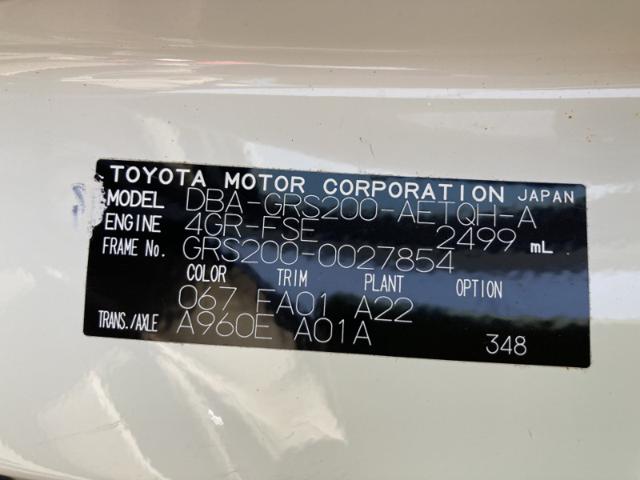 TOYOTA MOTOR CORPORATION JAPAN
MODEL DBA-GRS200-AETQH-A
ENGINE 4GR-FSE 2499 mL
FRAME No. GRS200-0027854
COLOR TRIM PLANT OPTION
067 FA01 A22
TRANS./AXLE A960E A01A 348